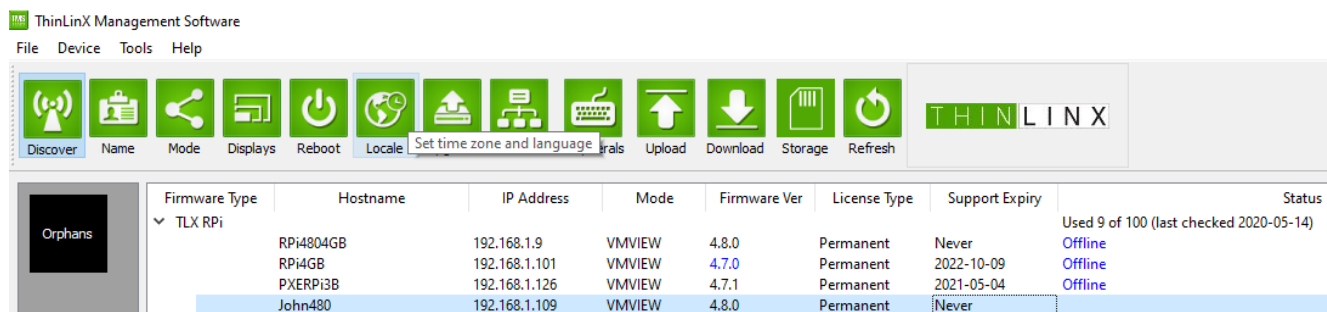 ThinLinX Management Software
File Device Tools Help
THINLINX
Discover Name Mode Displays Reboot Locale Upload Download Storage Refresh
Set time zone and language
Orphans
Firmware Type Hostname IP Address Mode Firmware Ver License Type Support Expiry Status
TLX RPi Used 9 of 100 (last checked 2020-05-14)
RPi4804GB 192.168.1.9 VMVIEW 4.8.0 Permanent Never Offline
RPi4GB 192.168.1.101 VMVIEW 4.7.0 Permanent 2022-10-09 Offline
PXERPi3B 192.168.1.126 VMVIEW 4.7.1 Permanent 2021-05-04 Offline
John480 192.168.1.109 VMVIEW 4.8.0 Permanent Never